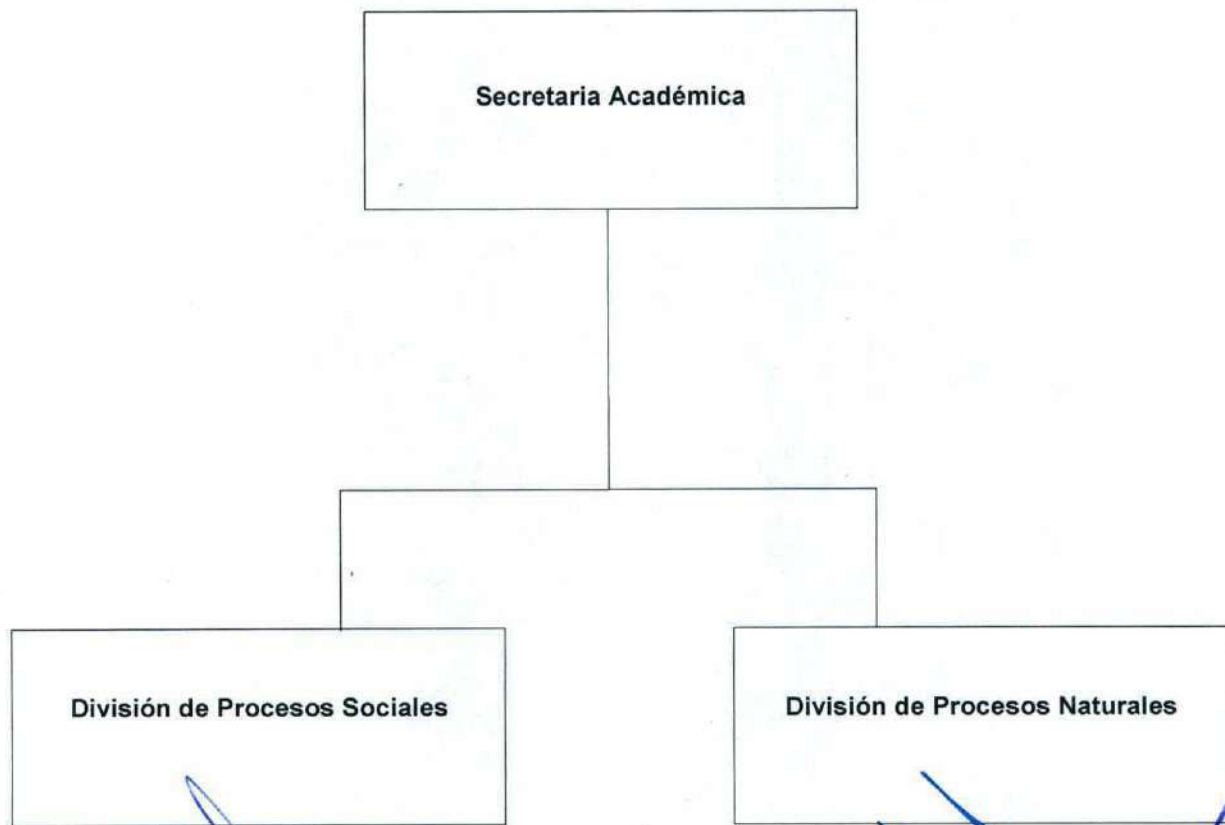 Secretaria Académica
División de Procesos Sociales
División de Procesos Naturales